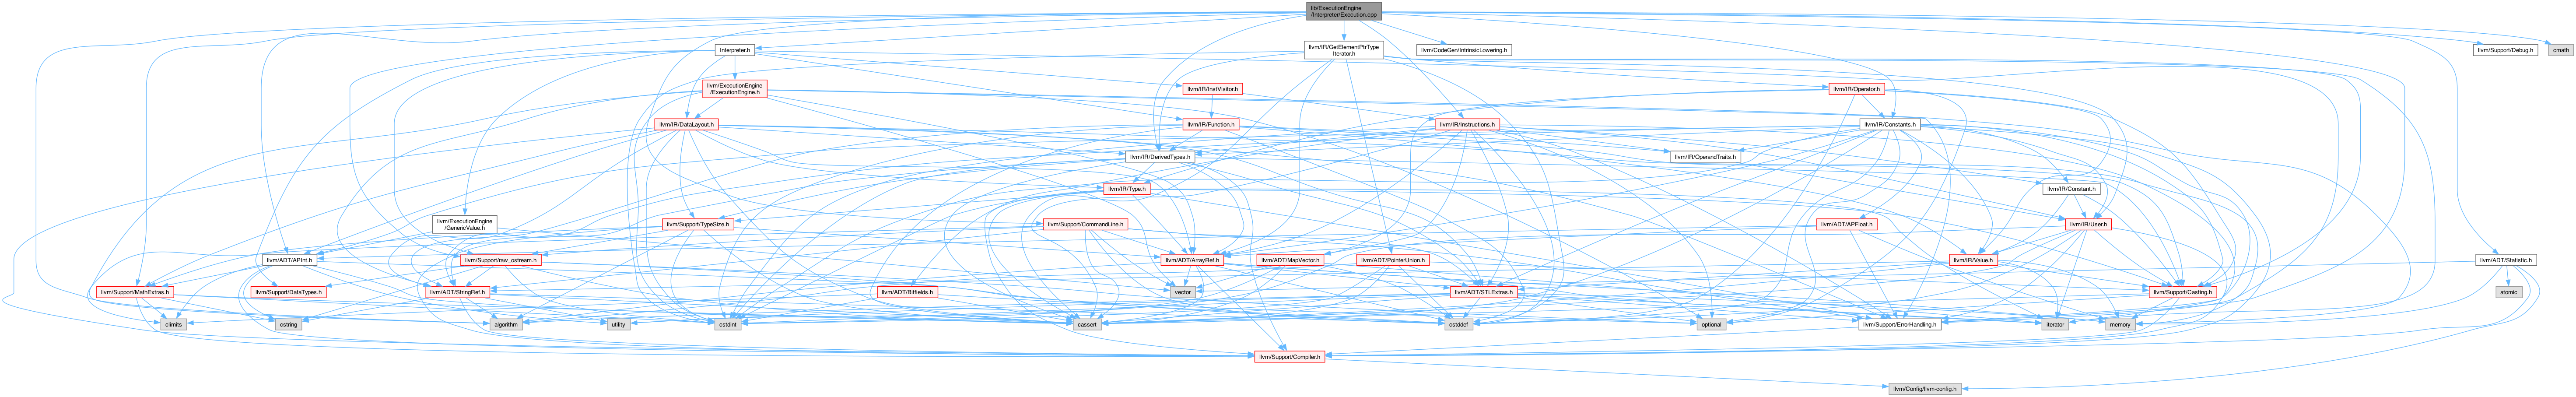 lib/ExecutionEngine
/Interpreter/Execution.cpp
Interpreter.h
llvm/IR/GetElementPtrType
Iterator.h
llvm/CodeGen/IntrinsicLowering.h
llvm/Support/Debug.h
cmath
llvm/ExecutionEngine
/ExecutionEngine.h
llvm/IR/InstVisitor.h
llvm/IR/Operator.h
llvm/IR/DataLayout.h
llvm/IR/Function.h
llvm/IR/Instructions.h
llvm/IR/Constants.h
llvm/IR/DerivedTypes.h
llvm/IR/OperandTraits.h
llvm/IR/Type.h
llvm/IR/Constant.h
llvm/ExecutionEngine
/GenericValue.h
llvm/Support/TypeSize.h
llvm/Support/CommandLine.h
llvm/ADT/APFloat.h
llvm/IR/User.h
llvm/ADT/APInt.h
llvm/Support/raw_ostream.h
llvm/ADT/ArrayRef.h
llvm/ADT/MapVector.h
llvm/ADT/PointerUnion.h
llvm/IR/Value.h
llvm/ADT/Statistic.h
llvm/Support/MathExtras.h
llvm/Support/DataTypes.h
llvm/ADT/StringRef.h
llvm/ADT/Bitfields.h
vector
llvm/ADT/STLExtras.h
llvm/Support/Casting.h
atomic
climits
cstring
algorithm
utility
cstdint
cassert
cstddef
optional
llvm/Support/ErrorHandling.h
iterator
memory
llvm/Support/Compiler.h
llvm/Config/llvm-config.h